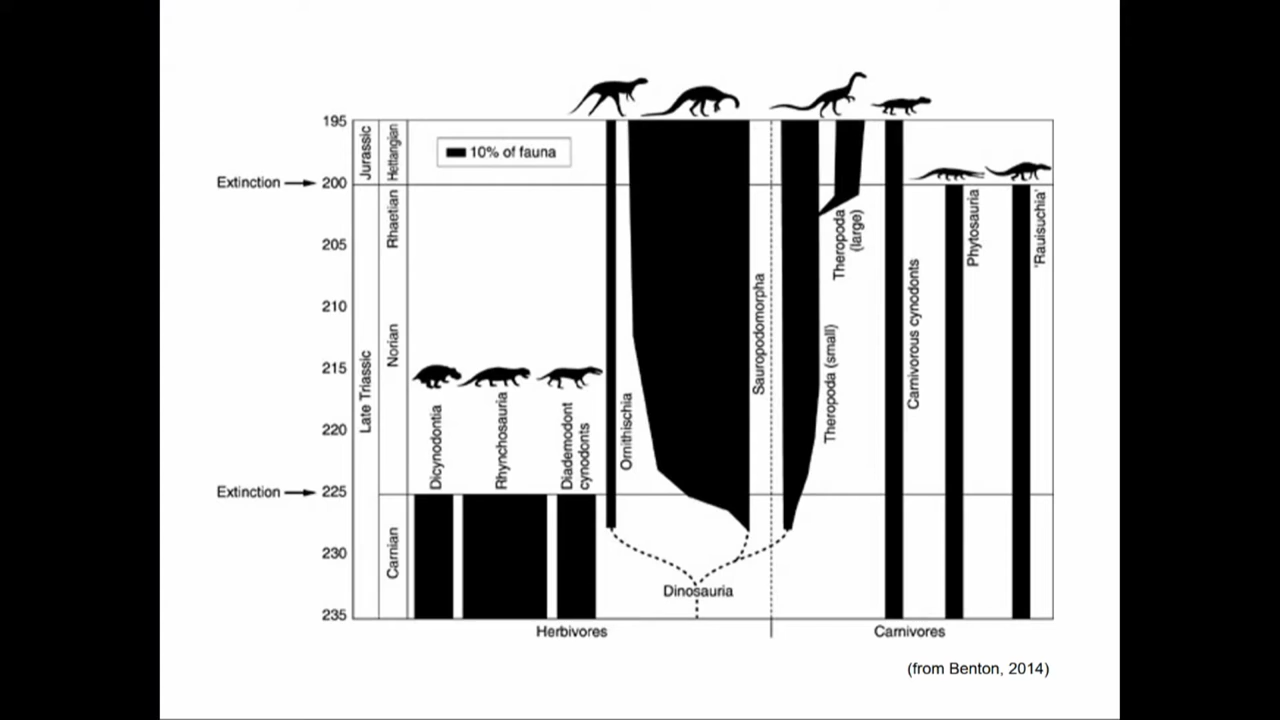 195
200
205
210
215
220
225
230
235
Extinction
Extinction
Jurassic
Late Triassic
Hettangian
Rhaetian
Norian
Carnian
10% of fauna
Dicynodontia
Rhynchosauria
Diademodont
cynodonts
Ornithischia
Sauropodomorpha
Theropoda (small)
Theropoda
(large)
Carnivorous cynodonts
Phytosauria
'Rauisuchia'
Dinosauria
Herbivores
Carnivores
(from Benton, 2014)